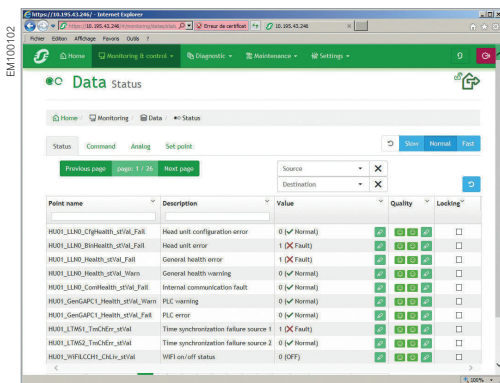 EM100102
https://10.195.43.246/ - Internet Explorer
Erreur de certificat
10.195.43.246
Fichier Edition Affichage Favoris Outils ?
Home Monitoring & control Diagnostic Maintenance Settings
Data Status
Home / Monitoring / Data / Status
Status Command Analog Set point Slow Normal Fast
Previous page page: 1 / 26 Next page Source
Destination
Point name Description Value Quality Locking
HU01_LLN0_CfgHealth_stVal_Fail Head unit configuration error 0 (Normal)
HU01_LLN0_BinHealth_stVal_Fail Head unit error 1 (Fault)
HU01_LLN0_Health_stVal_Fail General health error 1 (Fault)
HU01_LLN0_Health_stVal_Warn General health warning 0 (Normal)
HU01_LLN0_ComHealth_stVal_Fail Internal communication fault 0 (Normal)
HU01_GenGAPC1_Health_stVal_Warn PLC warning 0 (Normal)
HU01_GenGAPC1_Health_stVal_Fail PLC error 0 (Normal)
HU01_LTMS1_TmChErr_stVal Time synchronization failure source 1 1 (Fault)
HU01_LTMS2_TmChErr_stVal Time synchronization failure source 2 0 (Normal)
HU01_WiFiLCCH1_ChLiv_stVal WIFI on/off status 0 (OFF)
100%